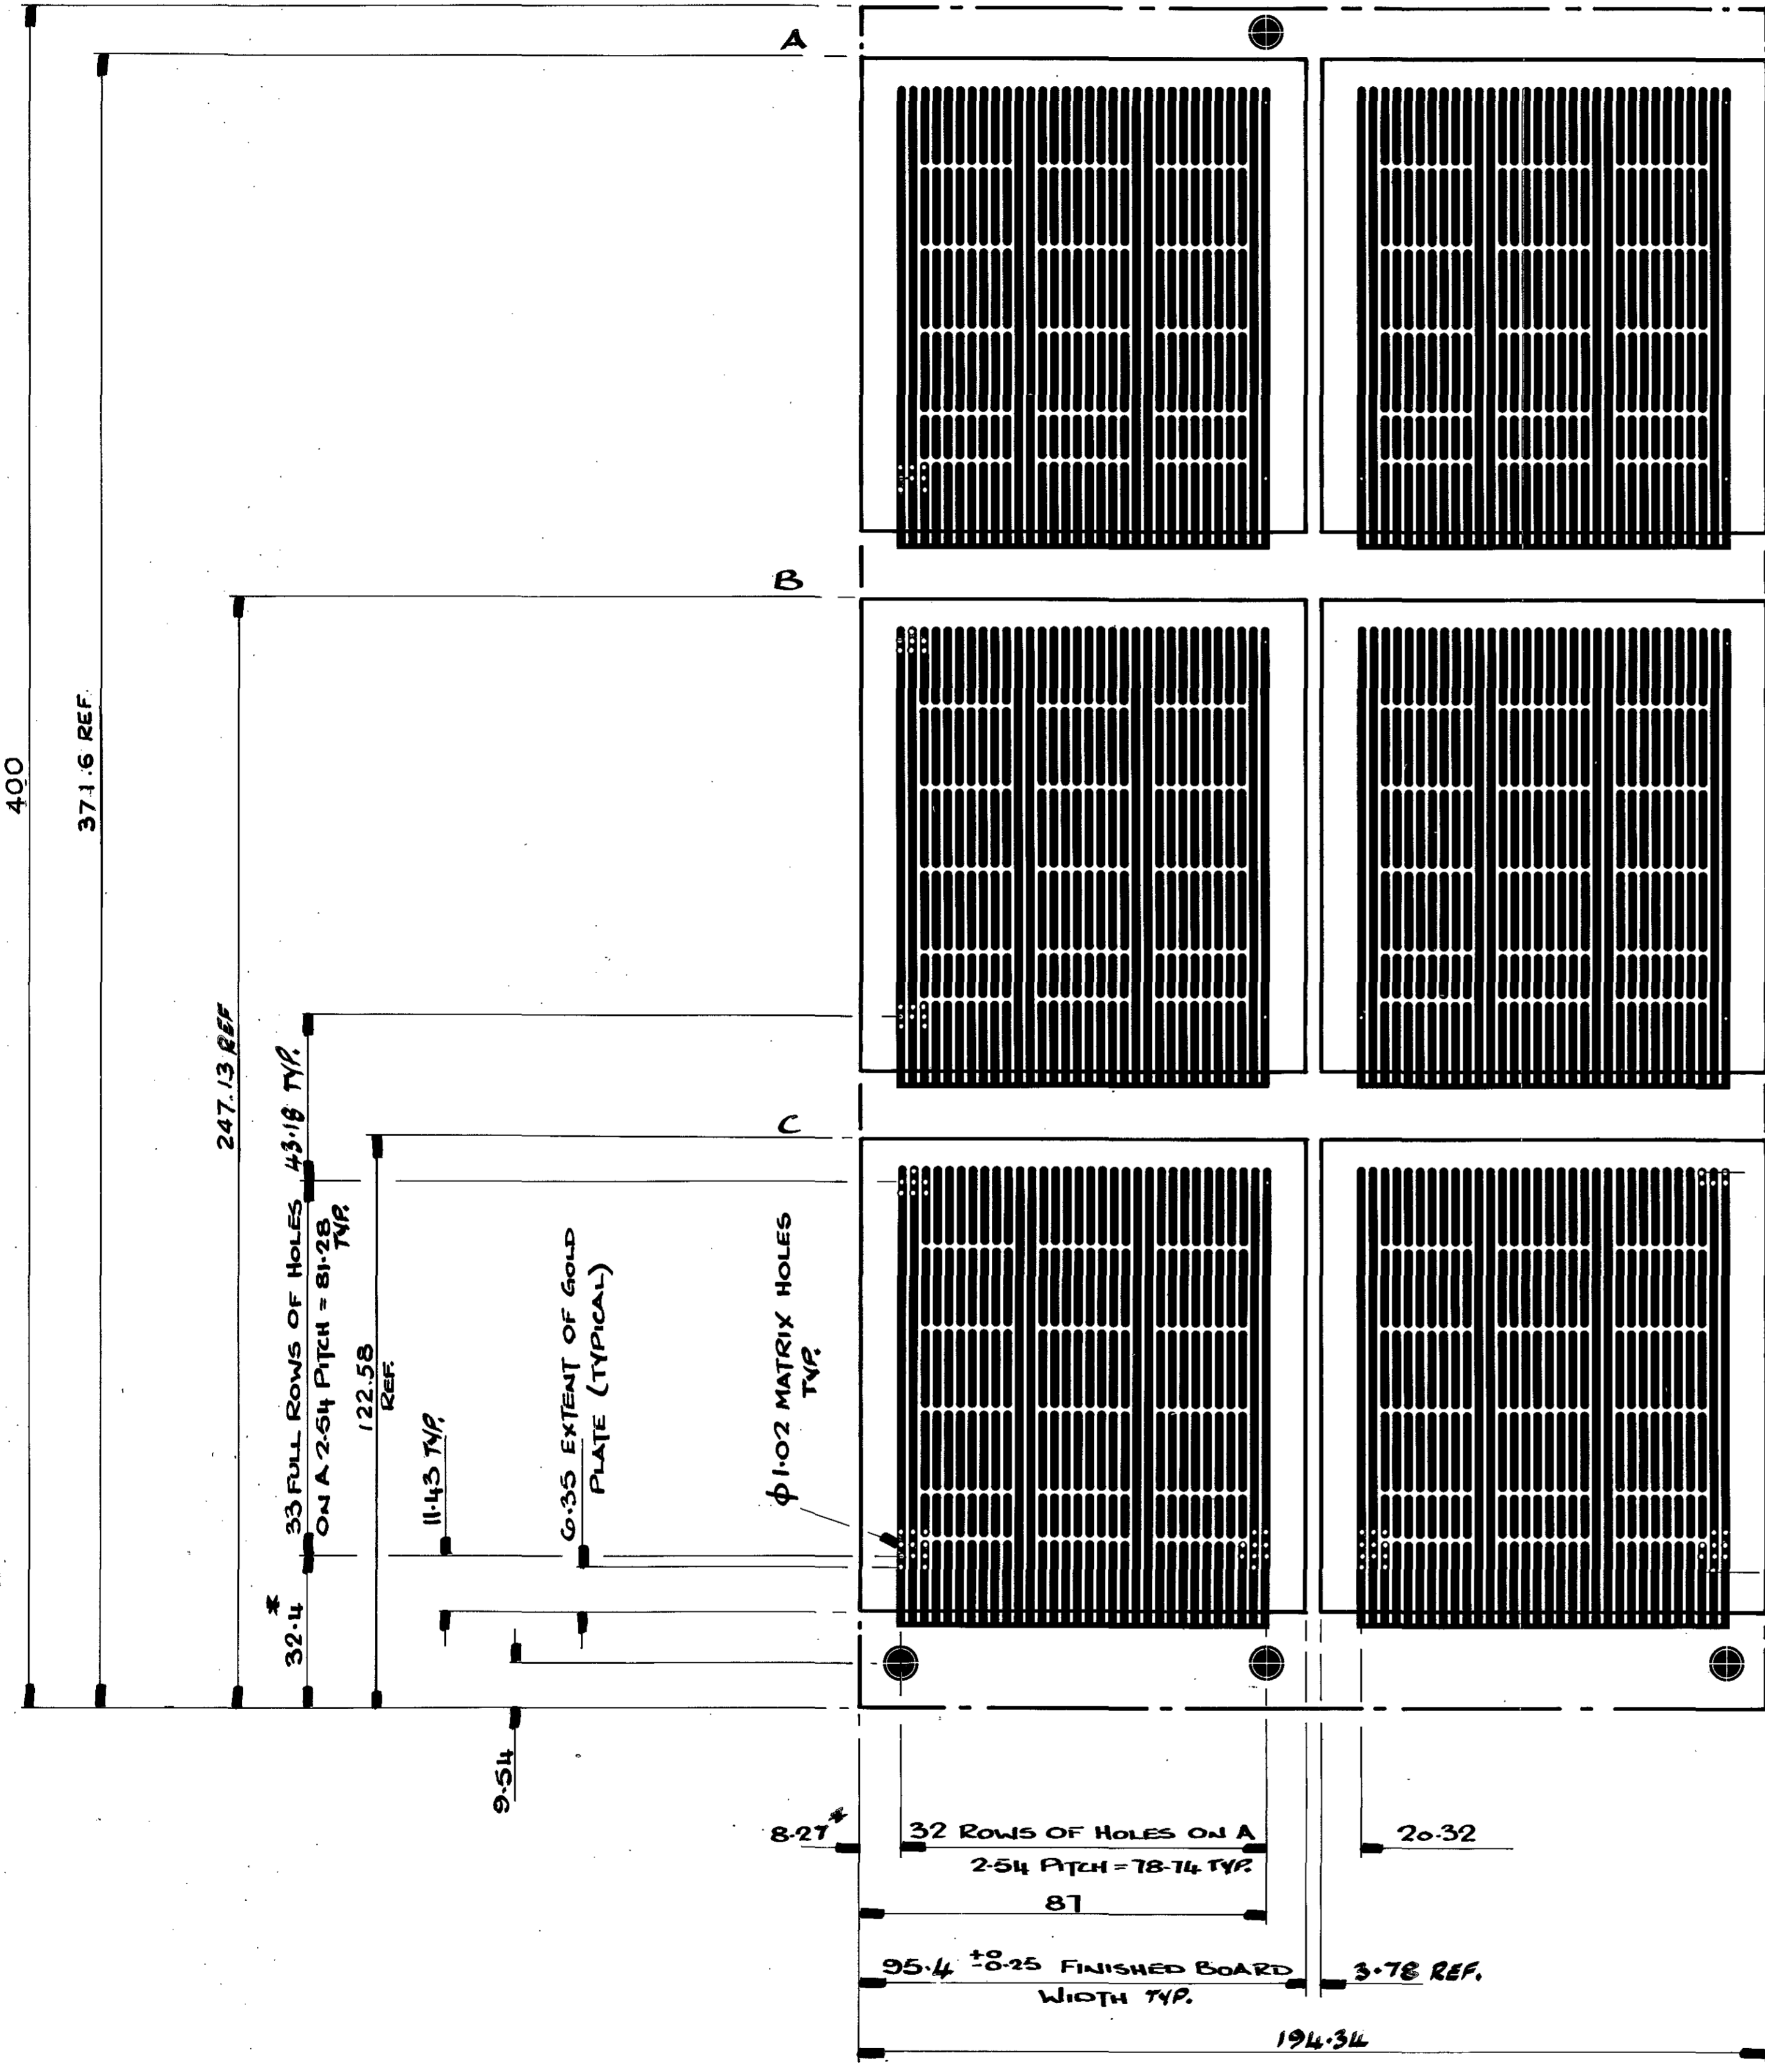 A
B
C
400
371.6 REF.
247.13 REF
43.18 TYP.
33 FULL ROWS OF HOLES
ON A 2.54 PITCH = 81.28
TYP.
32.4 *
122.58
REF.
11.43 TYP.
6.35 EXTENT OF GOLD
PLATE (TYPICAL)
φ1.02 MATRIX HOLES
TYP.
9.54
8.27 *
32 ROWS OF HOLES ON A
2.54 PITCH = 78.74 TYP.
20.32
87
95.4 +0 -0.25 FINISHED BOARD
WIDTH TYP.
3.78 REF.
194.34